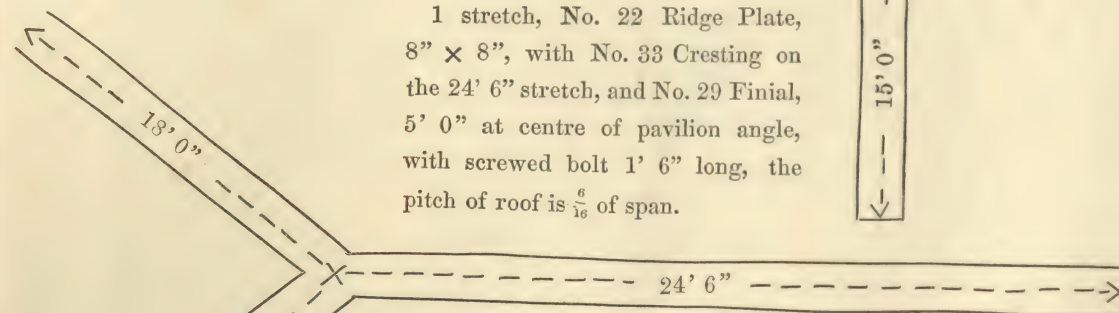 1 stretch, No. 22 Ridge Plate,
8” × 8”, with No. 33 Cresting on
the 24’ 6” stretch, and No. 29 Finial,
5’ 0” at centre of pavilion angle,
with screwed bolt 1’ 6” long, the
pitch of roof is 6/16 of span.
15’ 0”
18’ 0”
24’ 6”